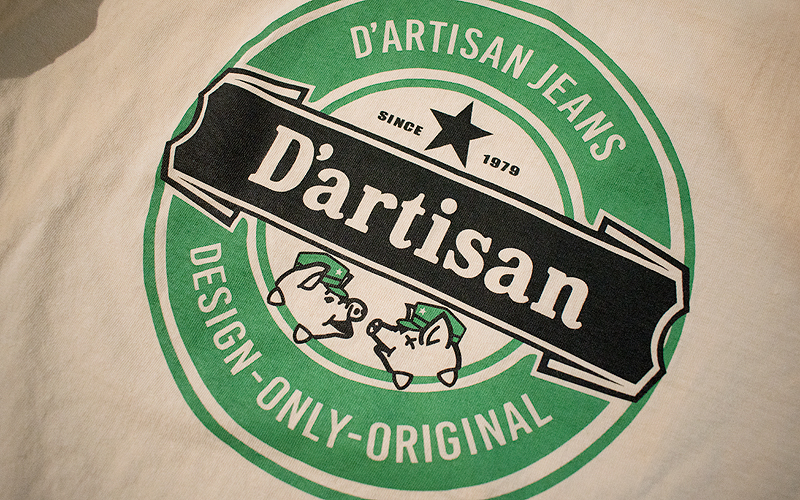 D'ARTISAN JEANS
SINCE 1979
D'artisan
DESIGN-ONLY-ORIGINAL